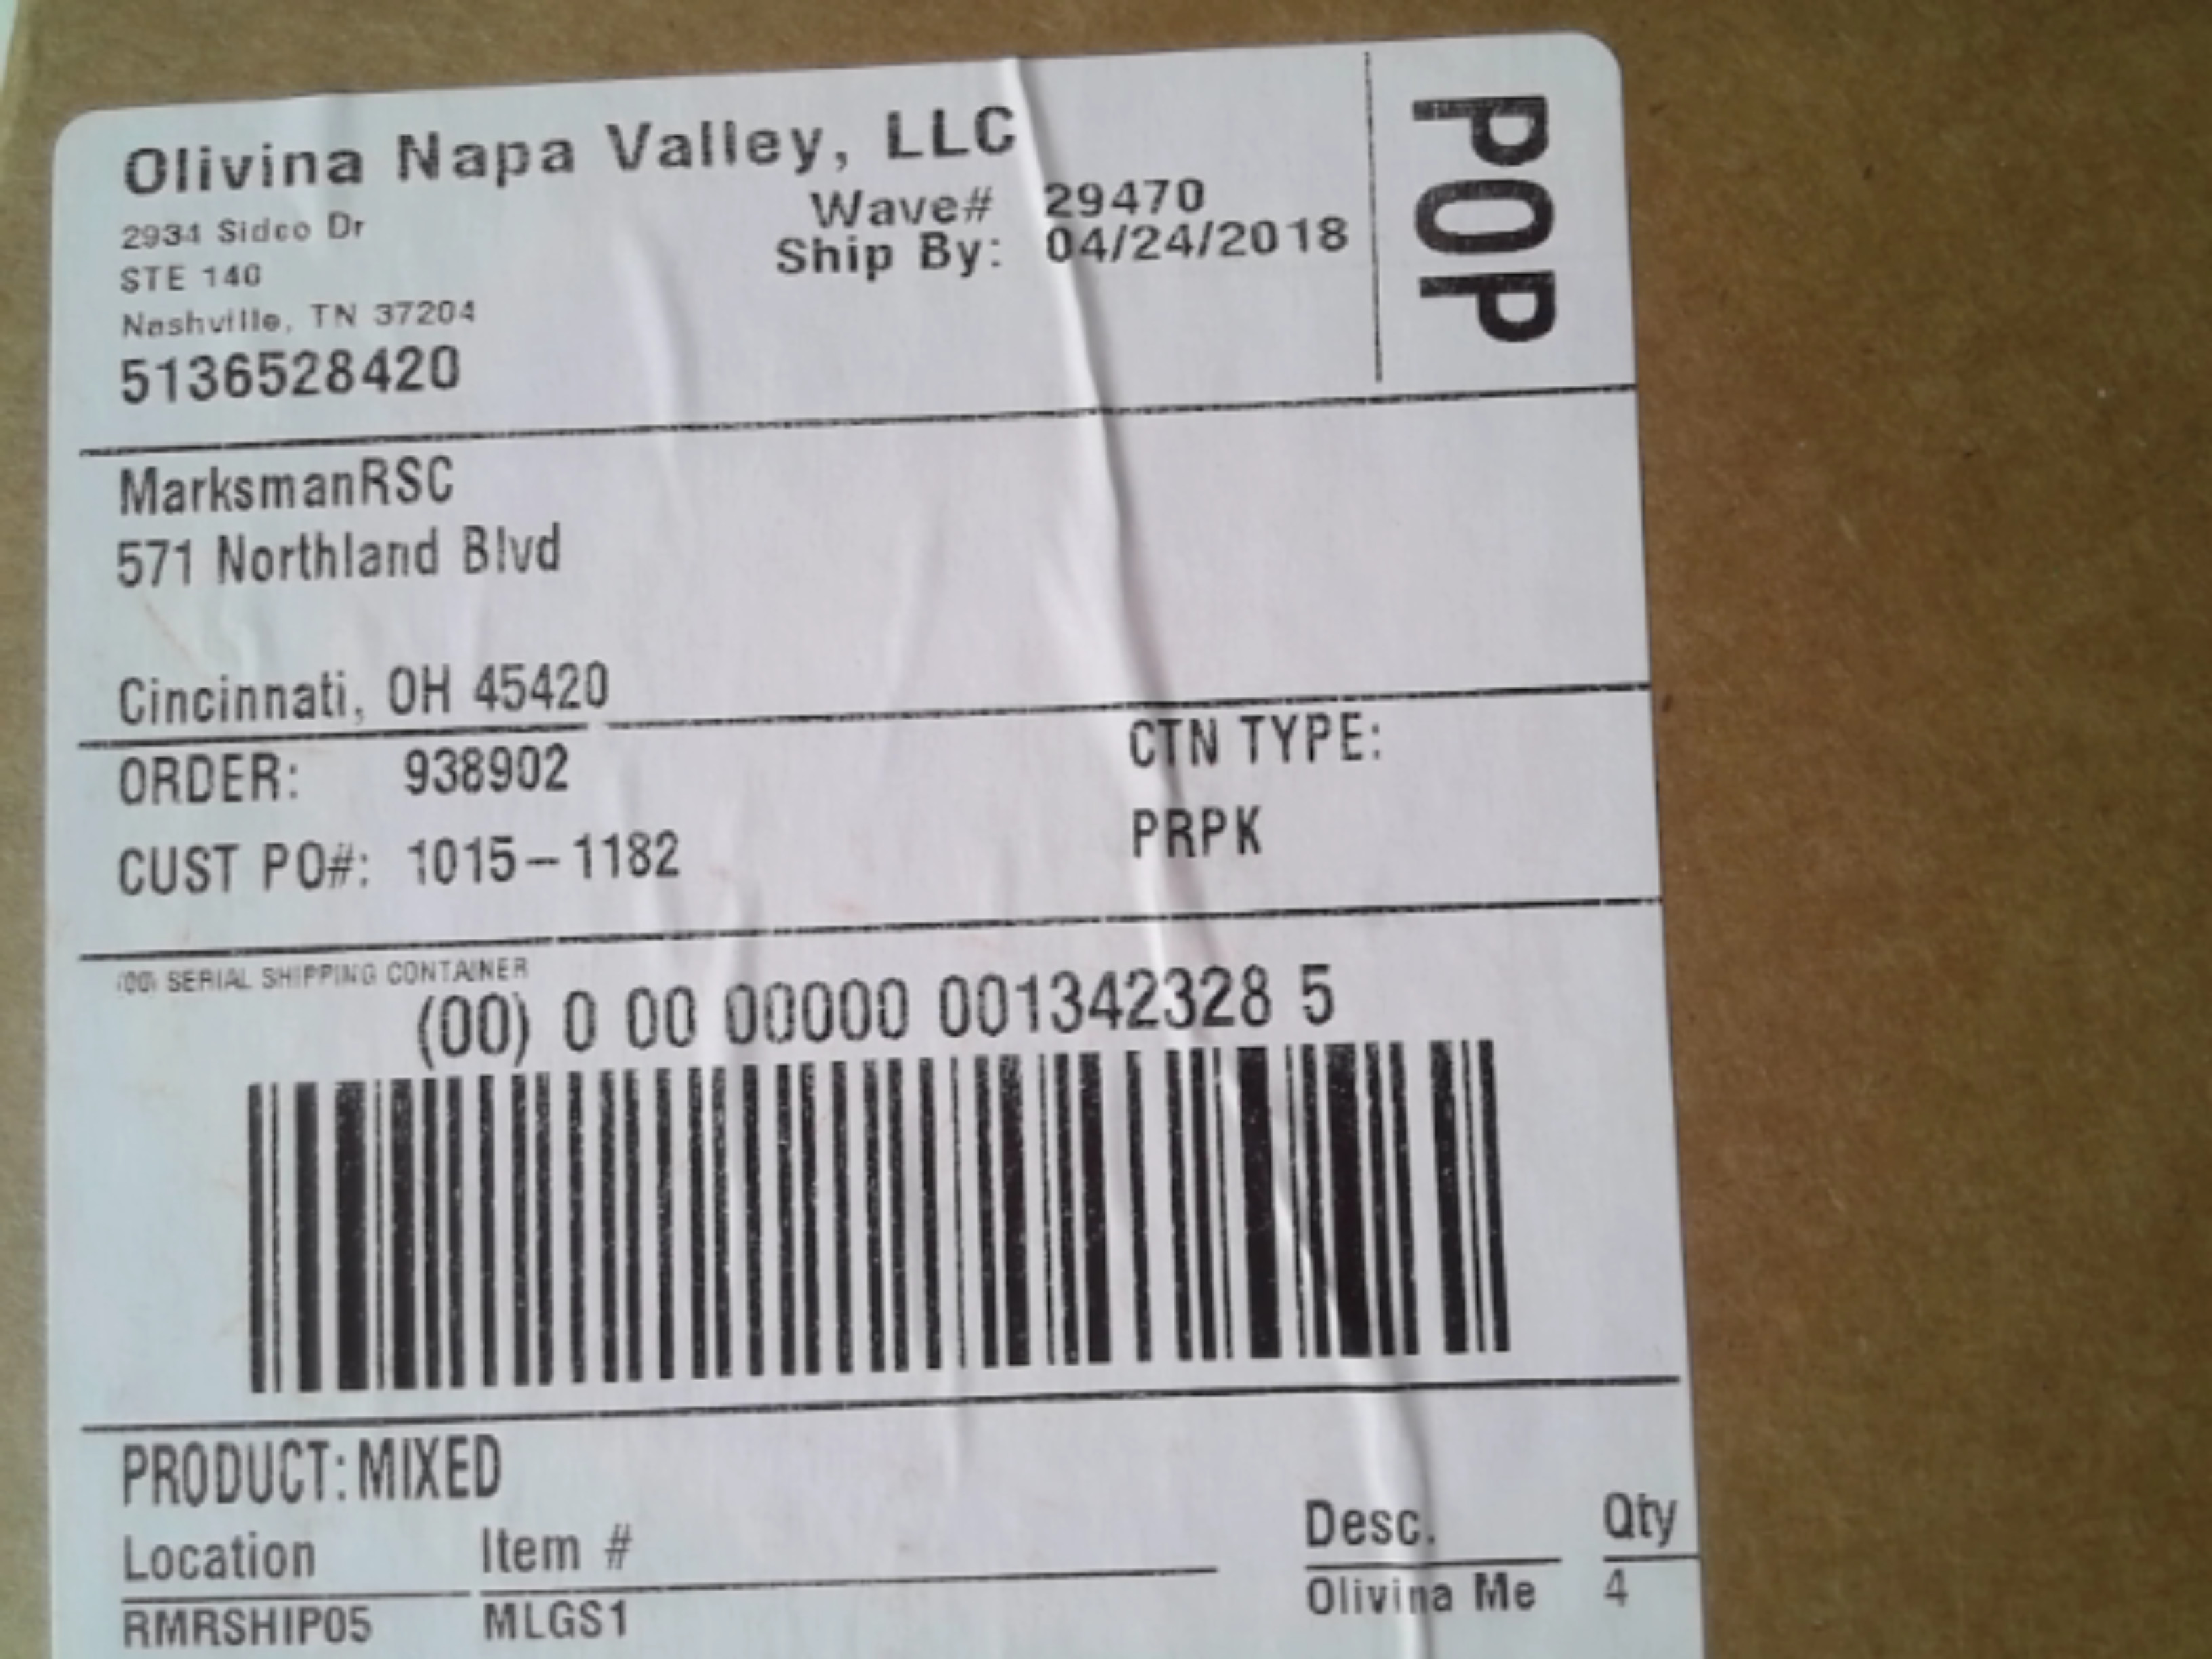 Olivina Napa Valley, LLC
POP
2934 Sidco Dr
Wave# 29470
STE 140
Ship By: 04/24/2018
Nashville, TN 37204
5136528420
MarksmanRSC
571 Northland Blvd
Cincinnati, OH 45420
ORDER: 938902
CTN TYPE:
CUST PO#: 1015-1182
PRPK
(00) SERIAL SHIPPING CONTAINER
(00) 0 00 00000 001342328 5
PRODUCT: MIXED
Location Item # Desc. Qty
RMRSHIP05 MLGS1 Olivina Me 4